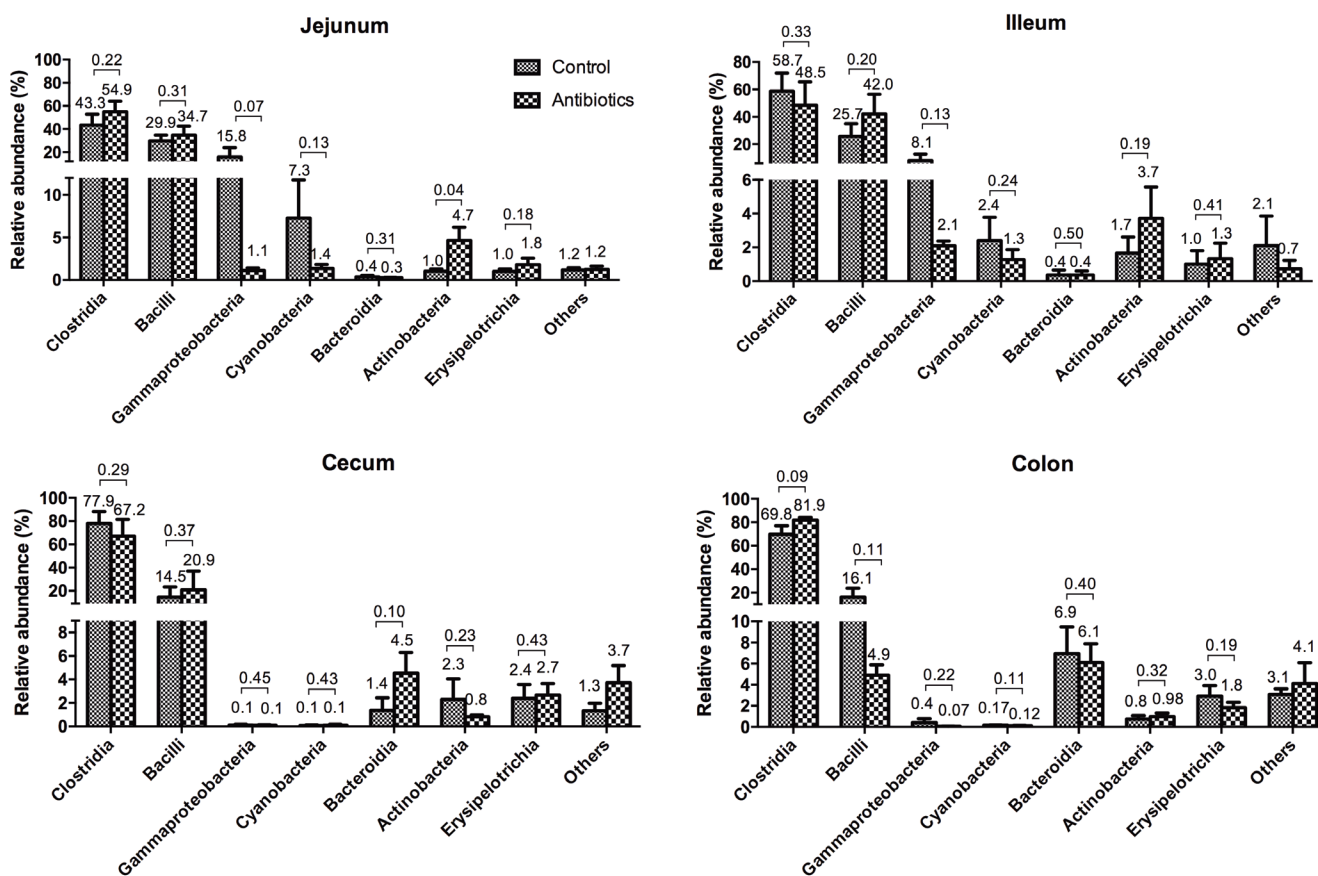 Jejunum
Relative abundance (%)
100
80
60
40
20
10
5
0
Control
Antibiotics
0.22
43.3 54.9
0.31
29.9 34.7
0.07
15.8
1.1
0.13
7.3
1.4
0.31
0.4 0.3
0.04
1.0
4.7
0.18
1.0 1.8
1.2 1.2
Clostridia
Bacilli
Gammaproteobacteria
Cyanobacteria
Bacteroidia
Actinobacteria
Erysipelotrichia
Others
Illeum
Relative abundance (%)
80
60
40
20
6
4
2
0
0.33
58.7 48.5
0.20
25.7 42.0
0.13
8.1
2.1
0.24
2.4
1.3
0.50
0.4 0.4
0.19
1.7
3.7
0.41
1.0 1.3
2.1
0.7
Clostridia
Bacilli
Gammaproteobacteria
Cyanobacteria
Bacteroidia
Actinobacteria
Erysipelotrichia
Others
Cecum
Relative abundance (%)
100
80
60
40
20
8
6
4
2
0
0.29
77.9 67.2
0.37
14.5 20.9
0.45
0.1 0.1
0.43
0.1 0.1
0.10
1.4
4.5
0.23
2.3
0.8
0.43
2.4 2.7
1.3
3.7
Clostridia
Bacilli
Gammaproteobacteria
Cyanobacteria
Bacteroidia
Actinobacteria
Erysipelotrichia
Others
Colon
Relative abundance (%)
100
80
60
40
20
10
8
6
4
2
0
0.09
69.8 81.9
0.11
16.1
4.9
0.22
0.4 0.07
0.11
0.17 0.12
0.40
6.9 6.1
0.32
0.8 0.98
0.19
3.0 1.8
3.1 4.1
Clostridia
Bacilli
Gammaproteobacteria
Cyanobacteria
Bacteroidia
Actinobacteria
Erysipelotrichia
Others